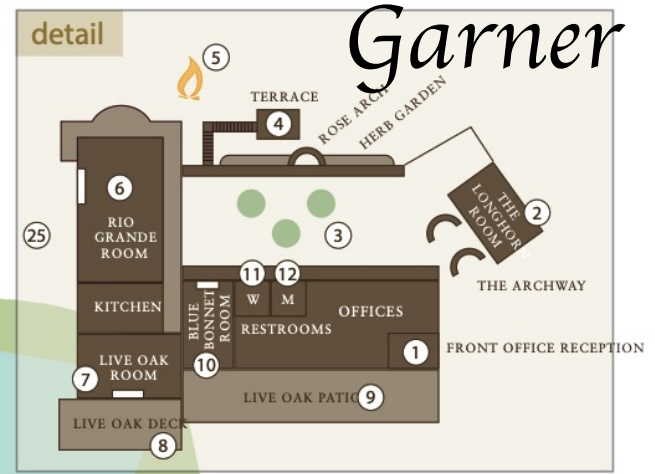 detail
Garner
5
TERRACE
4
ROSE ARCH
HERB GARDEN
6
RIO
GRANDE
ROOM
25
3
2
THE
LONGHORN
ROOM
THE ARCHWAY
KITCHEN
11
12
W
M
BLUE
BONNET
ROOM
RESTROOMS
OFFICES
10
1
FRONT OFFICE RECEPTION
LIVE OAK
ROOM
7
LIVE OAK PATIO
9
LIVE OAK DECK
8